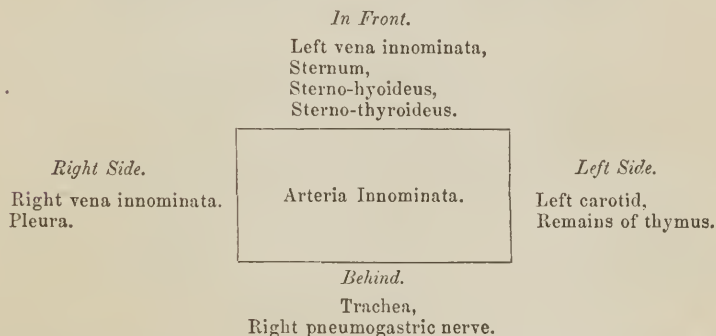 In Front.
Left vena innominata,
Sternum,
Sterno-hyoideus,
Sterno-thyroideus.
Right Side.
Right vena innominata.
Pleura.
Arteria Innominata.
Left Side.
Left carotid,
Remains of thymus.
Behind.
Trachea,
Right pneumogastric nerve.